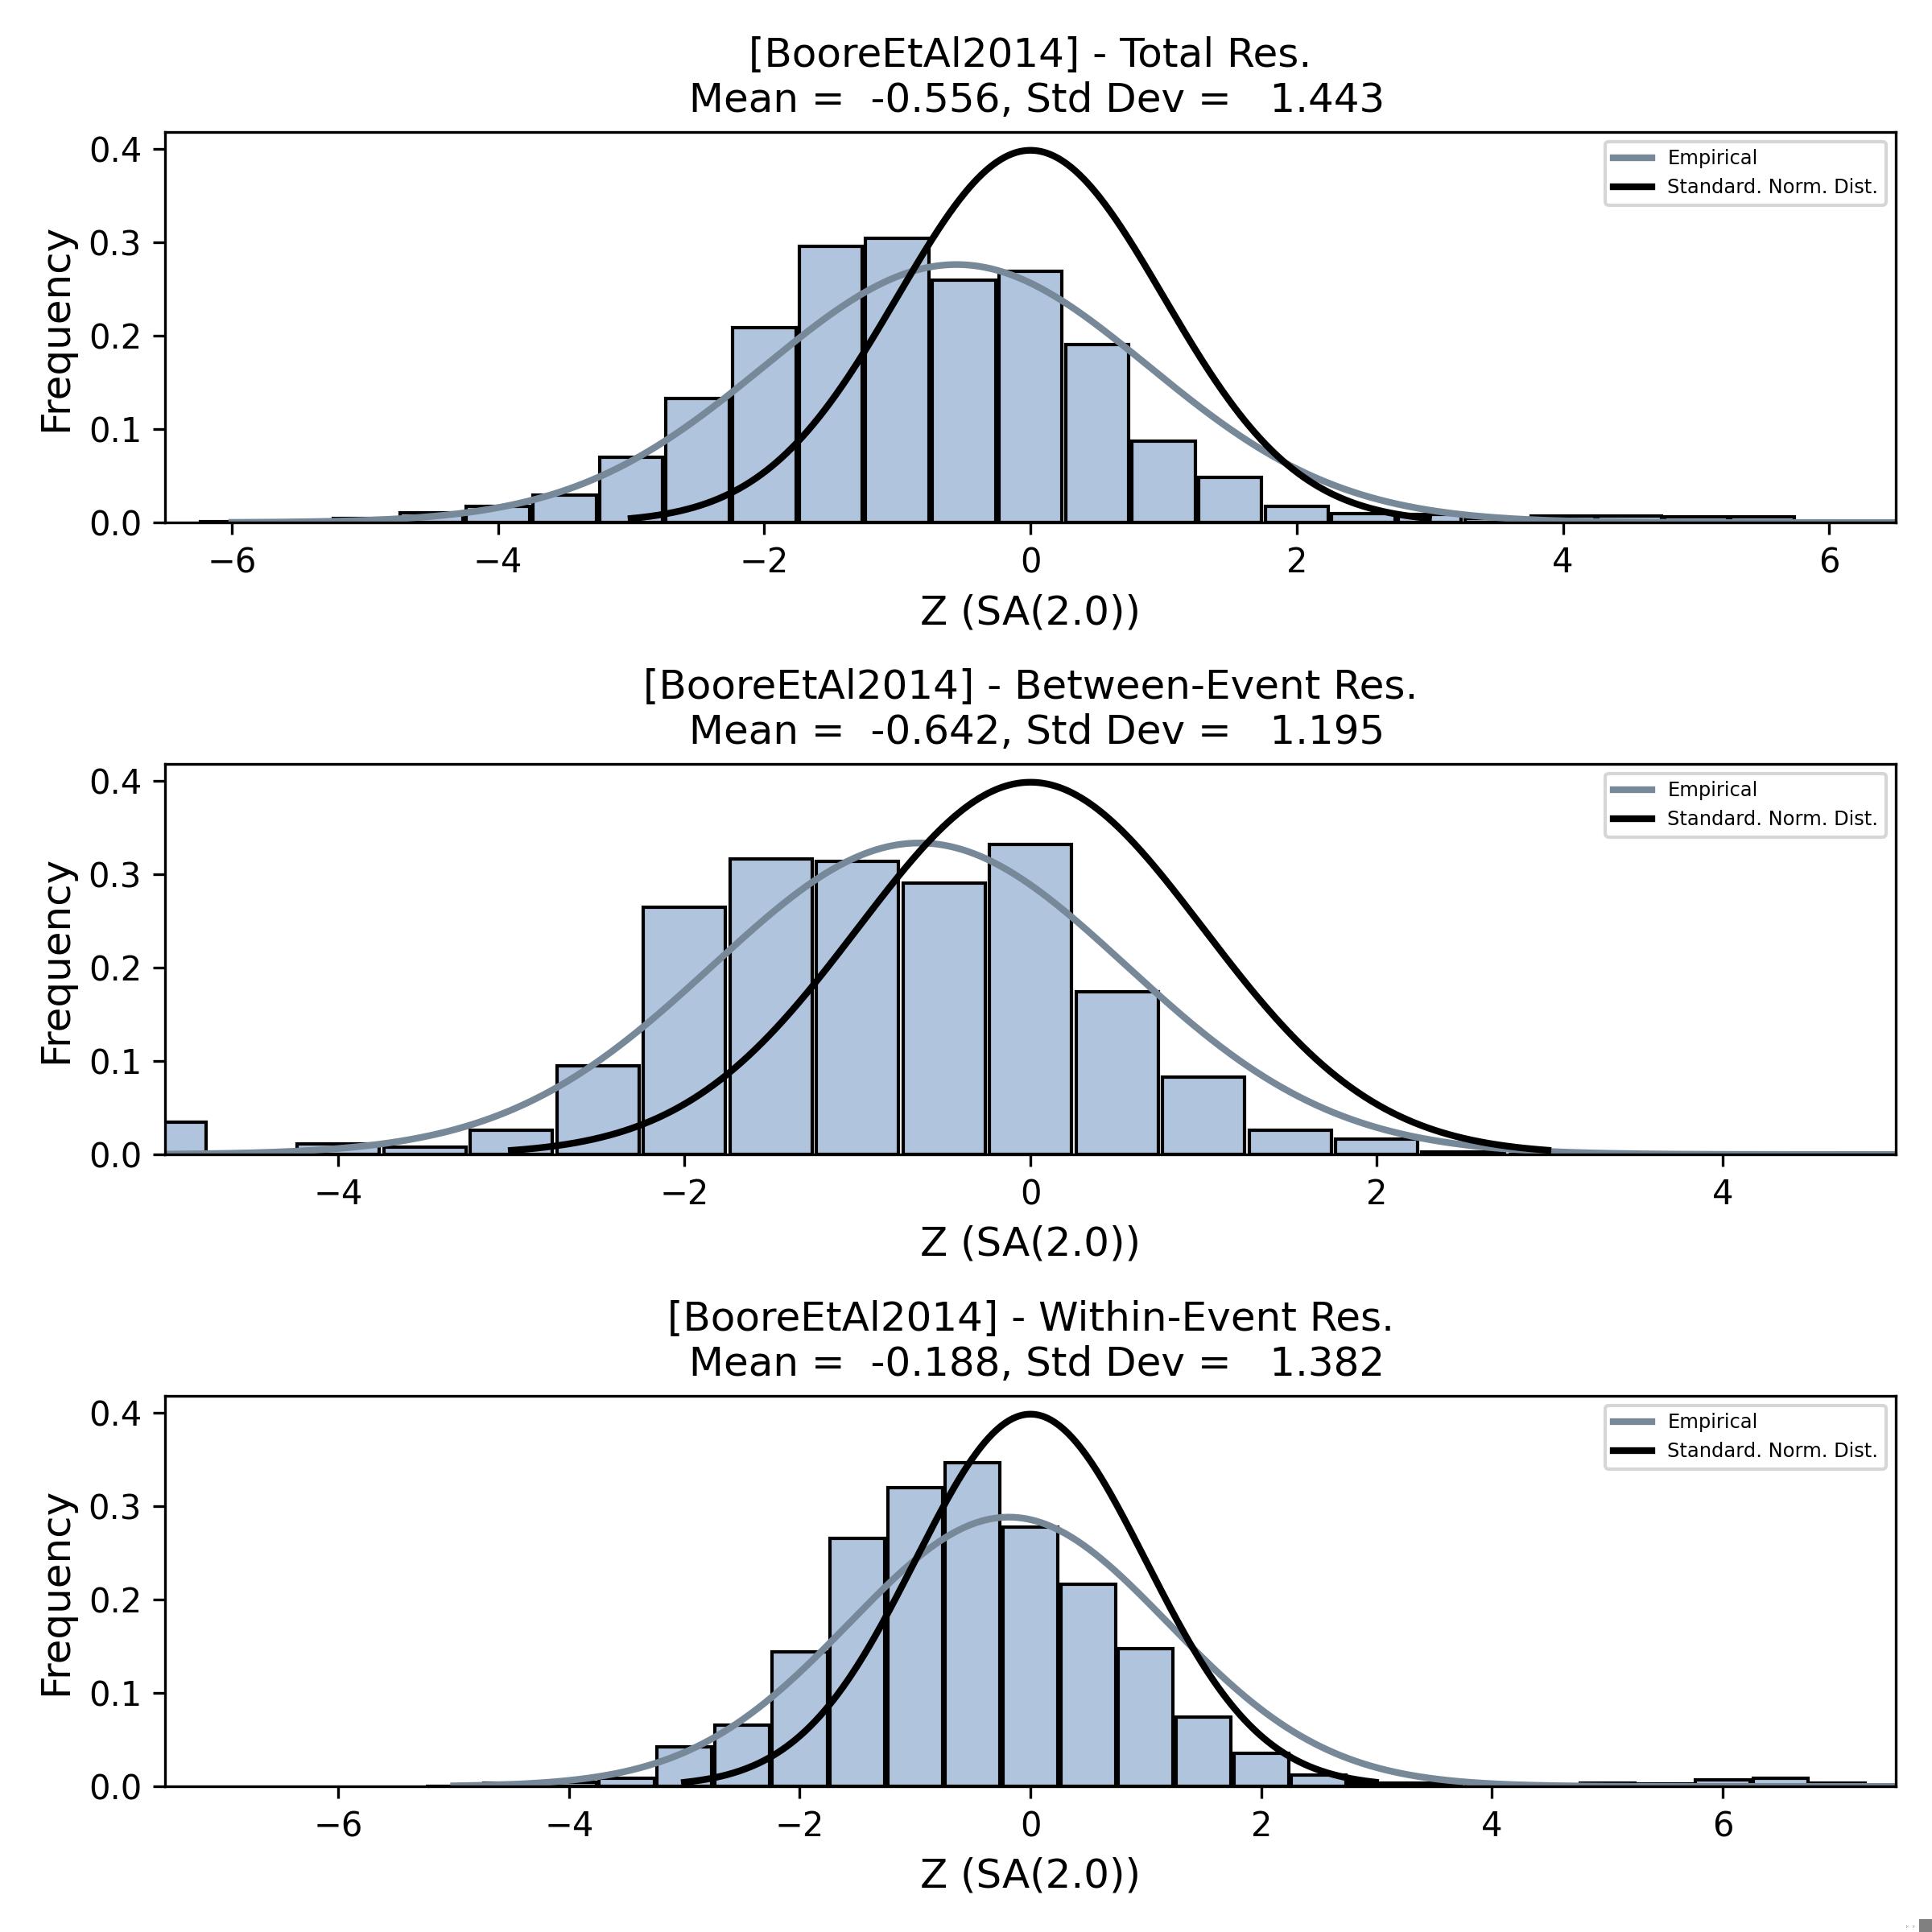 [BooreEtAl2014] - Total Res.
Mean =  -0.556, Std Dev =   1.443
Frequency
0.4
0.3
0.2
0.1
0.0
Empirical
Standard. Norm. Dist.
−6 −4 −2 0 2 4 6
Z (SA(2.0))
[BooreEtAl2014] - Between-Event Res.
Mean =  -0.642, Std Dev =   1.195
Frequency
0.4
0.3
0.2
0.1
0.0
Empirical
Standard. Norm. Dist.
−4 −2 0 2 4
Z (SA(2.0))
[BooreEtAl2014] - Within-Event Res.
Mean =  -0.188, Std Dev =   1.382
Frequency
0.4
0.3
0.2
0.1
0.0
Empirical
Standard. Norm. Dist.
−6 −4 −2 0 2 4 6
Z (SA(2.0))